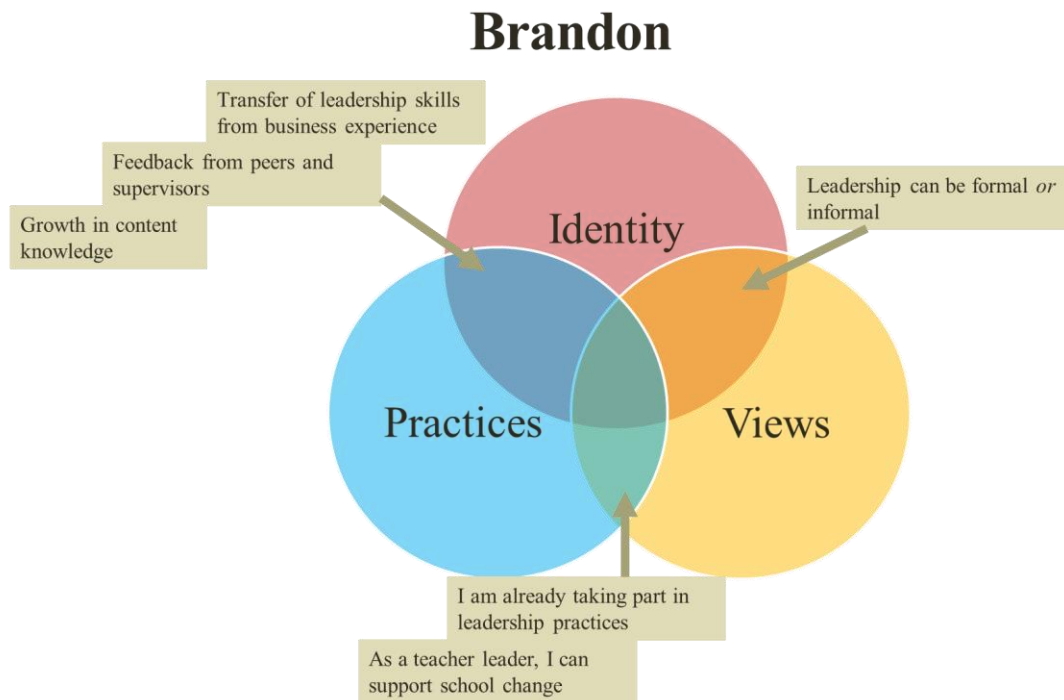 Brandon
Transfer of leadership skills
from business experience
Feedback from peers and
supervisors
Growth in content
knowledge
Leadership can be formal or
informal
Identity
Practices
Views
I am already taking part in
leadership practices
As a teacher leader, I can
support school change